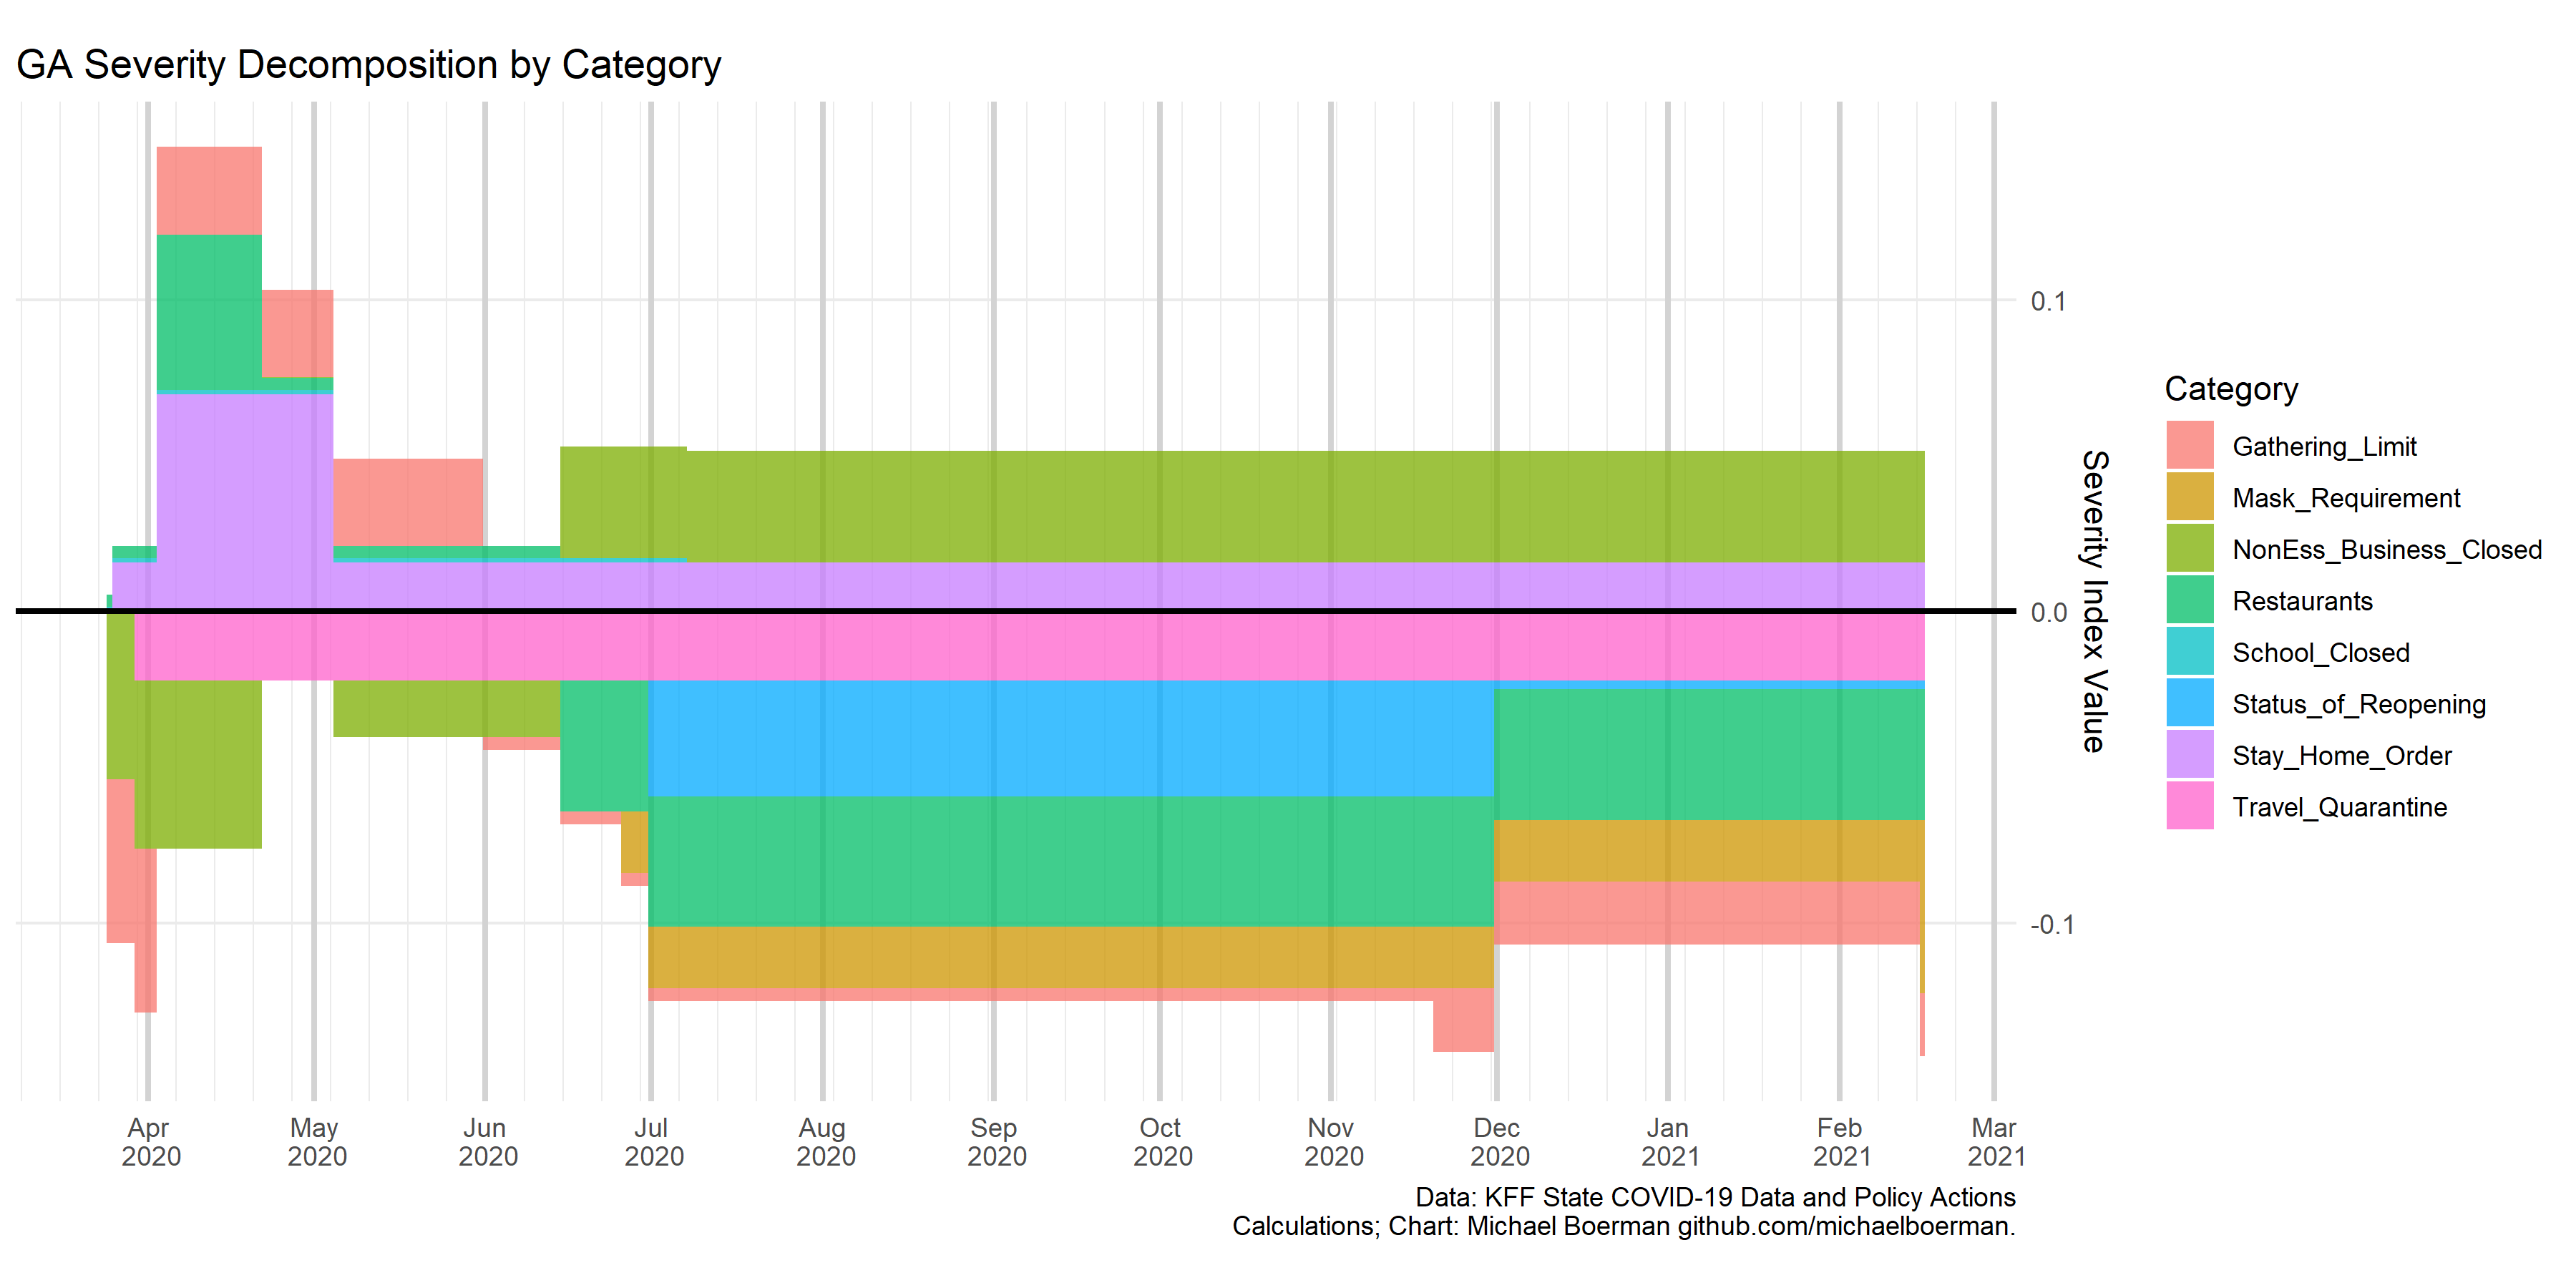 GA Severity Decomposition by Category
0.1
0.0
-0.1
Severity Index Value
Category
Gathering_Limit
Mask_Requirement
NonEss_Business_Closed
Restaurants
School_Closed
Status_of_Reopening
Stay_Home_Order
Travel_Quarantine
Apr May Jun Jul Aug Sep Oct Nov Dec Jan Feb Mar
2020 2020 2020 2020 2020 2020 2020 2020 2020 2021 2021 2021
Data: KFF State COVID-19 Data and Policy Actions
Calculations; Chart: Michael Boerman github.com/michaelboerman.